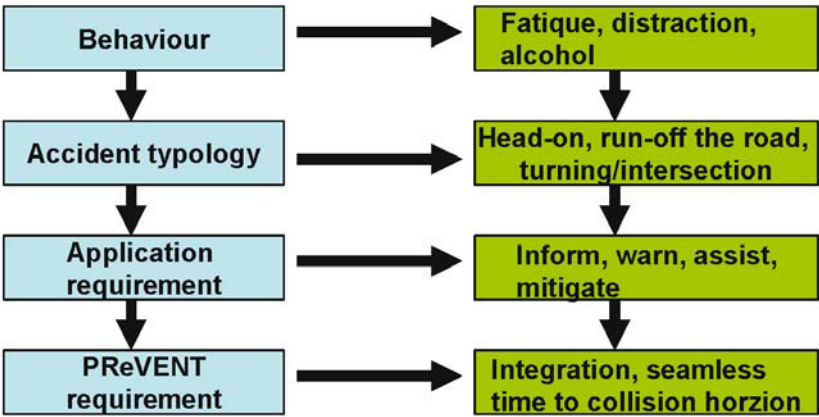 Behaviour
Fatique, distraction,
alcohol
Accident typology
Head-on, run-off the road,
turning/intersection
Application
requirement
Inform, warn, assist,
mitigate
PReVENT
requirement
Integration, seamless
time to collision horzion